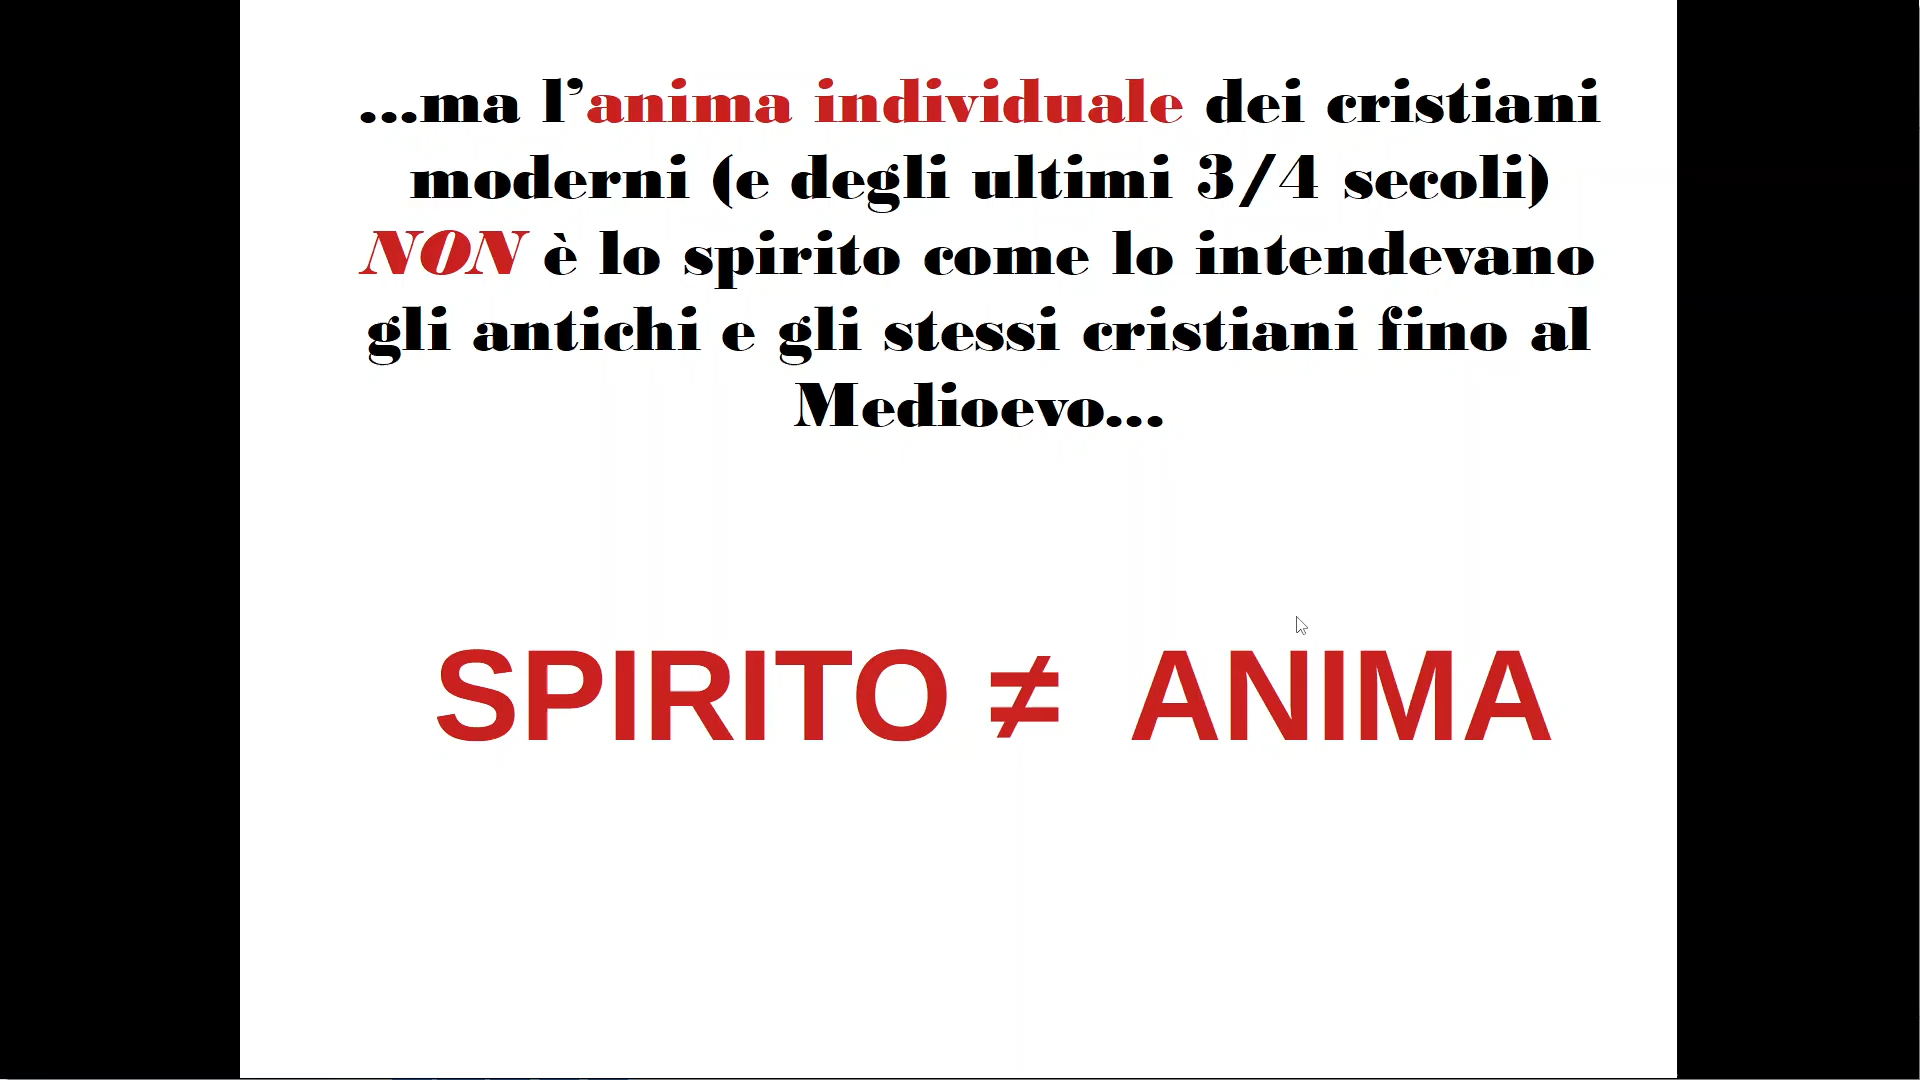 ...ma l’anima individuale dei cristiani
moderni (e degli ultimi 3/4 secoli)
NON è lo spirito come lo intendevano
gli antichi e gli stessi cristiani fino al
Medioevo...
SPIRITO ≠ ANIMA